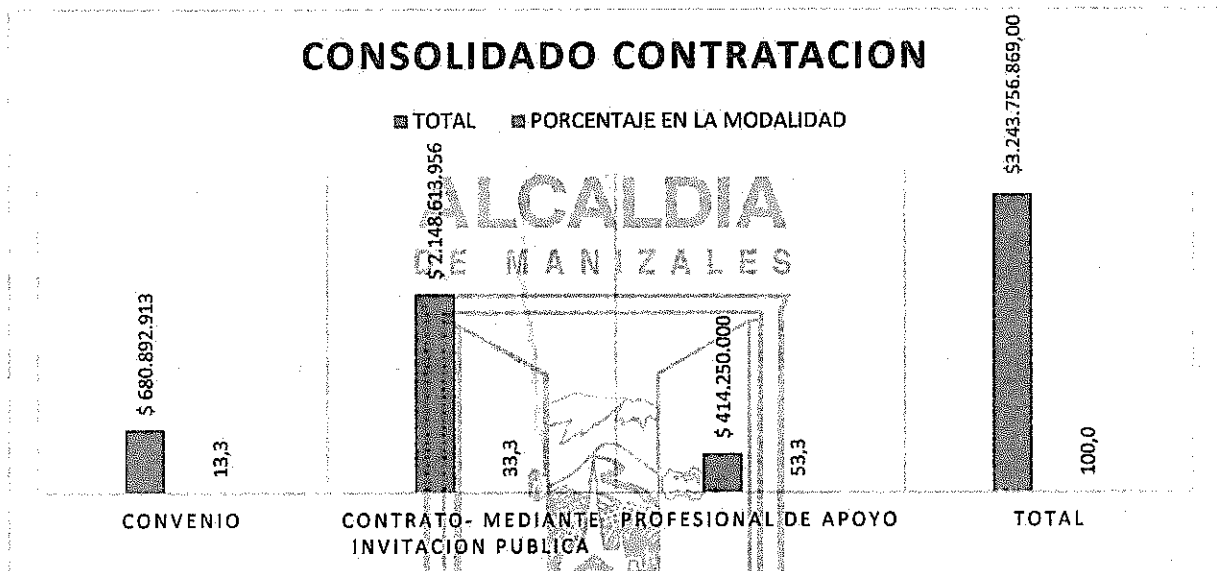 CONSOLIDADO CONTRATACION
TOTAL PORCENTAJE EN LA MODALIDAD
ALCALDIA
DE MANIZALES
$ 680.892.913
13,3
$ 2.148.613.956
33,3
$ 414.250.000
53,3
$3.243.756.869,00
100,0
CONVENIO
CONTRATO- MEDIANTE
INVITACION PUBLICA
PROFESIONAL DE APOYO
TOTAL